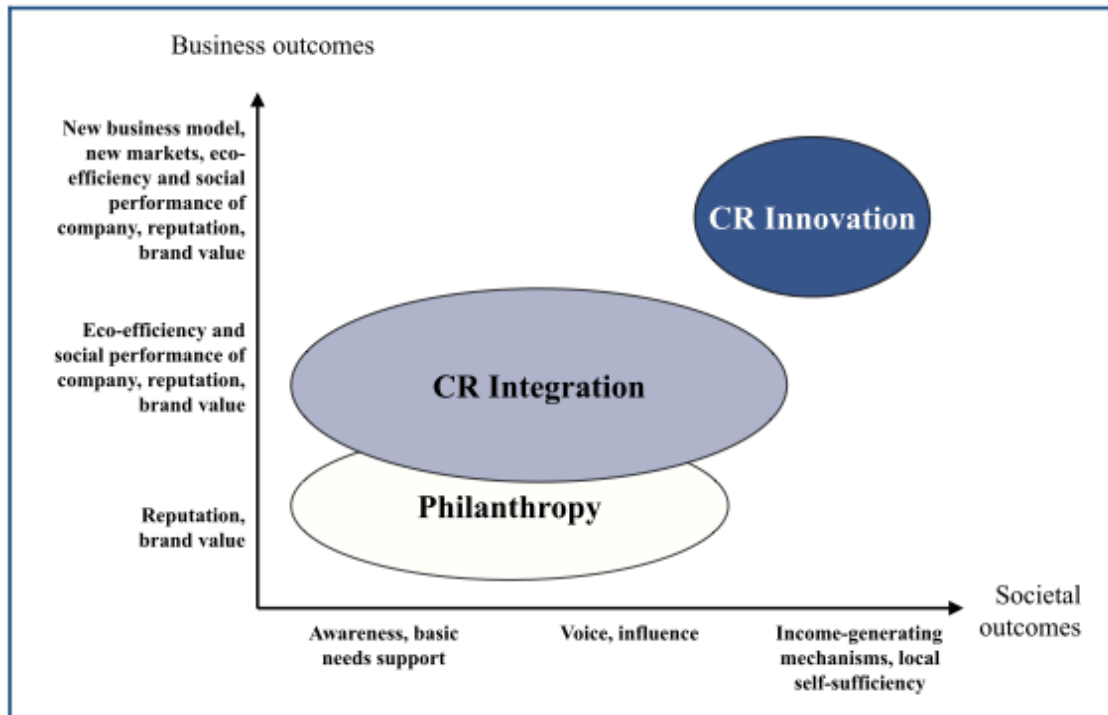 Business outcomes
New business model,
new markets, eco-
efficiency and social
performance of
company, reputation,
brand value
CR Innovation
Eco-efficiency and
social performance of
company, reputation,
brand value
CR Integration
Philanthropy
Reputation,
brand value
Societal
outcomes
Awareness, basic
needs support
Voice, influence
Income-generating
mechanisms, local
self-sufficiency